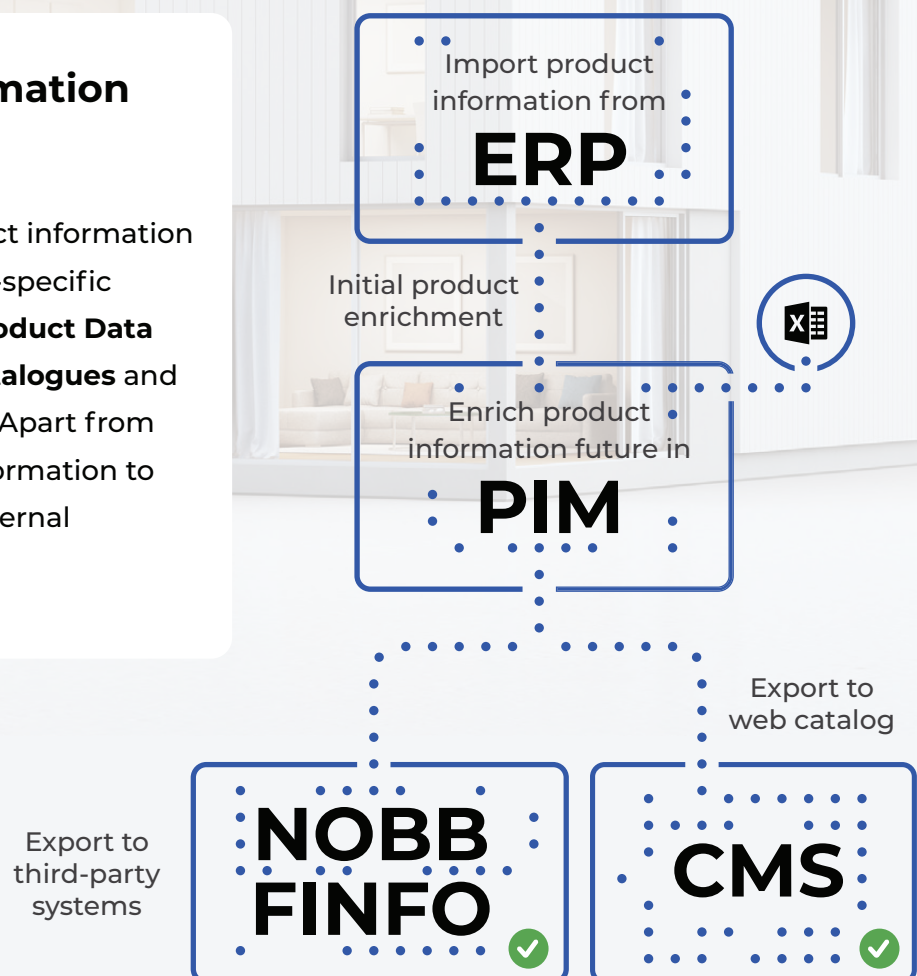 mation
ct information
-specific
oduct Data
talogues and
Apart from
ormation to
ernal
Import product
information from
ERP
Initial product
enrichment
X
Enrich product
information future in
PIM
Export to
web catalog
Export to
third-party
systems
NOBB
FINFO
CMS